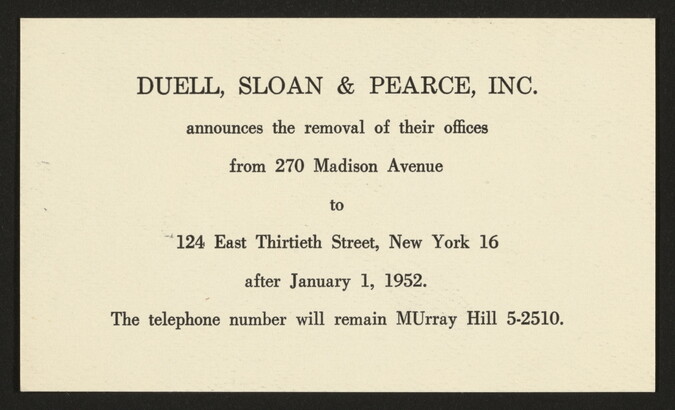 DUELL, SLOAN & PEARCE, INC.
announces the removal of their offices
from 270 Madison Avenue
to
124 East Thirtieth Street, New York 16
after January 1, 1952.
The telephone number will remain MUrray Hill 5-2510.